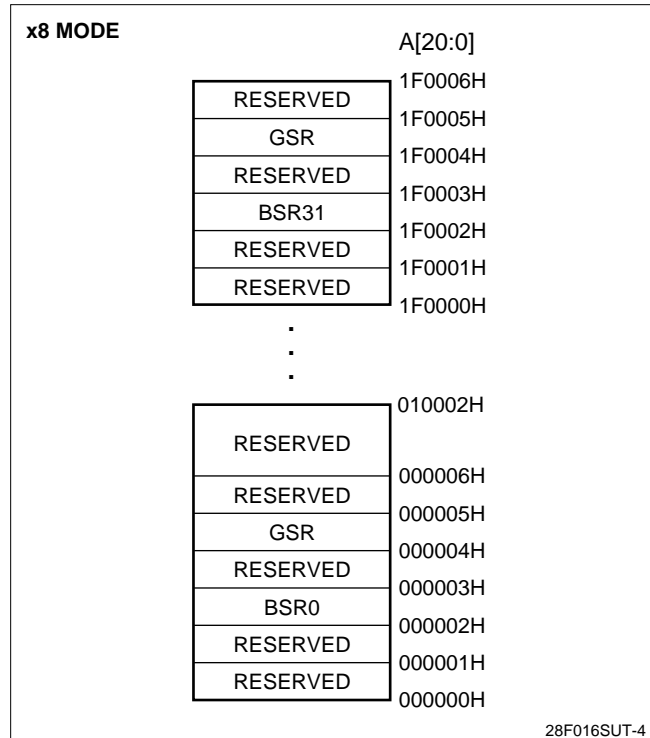 x8 MODE
A[20:0]
1F0006H
RESERVED
1F0005H
GSR
1F0004H
RESERVED
1F0003H
BSR31
1F0002H
RESERVED
1F0001H
RESERVED
1F0000H
.
.
.
010002H
RESERVED
000006H
RESERVED
000005H
GSR
000004H
RESERVED
000003H
BSR0
000002H
RESERVED
000001H
RESERVED
000000H
28F016SUT-4